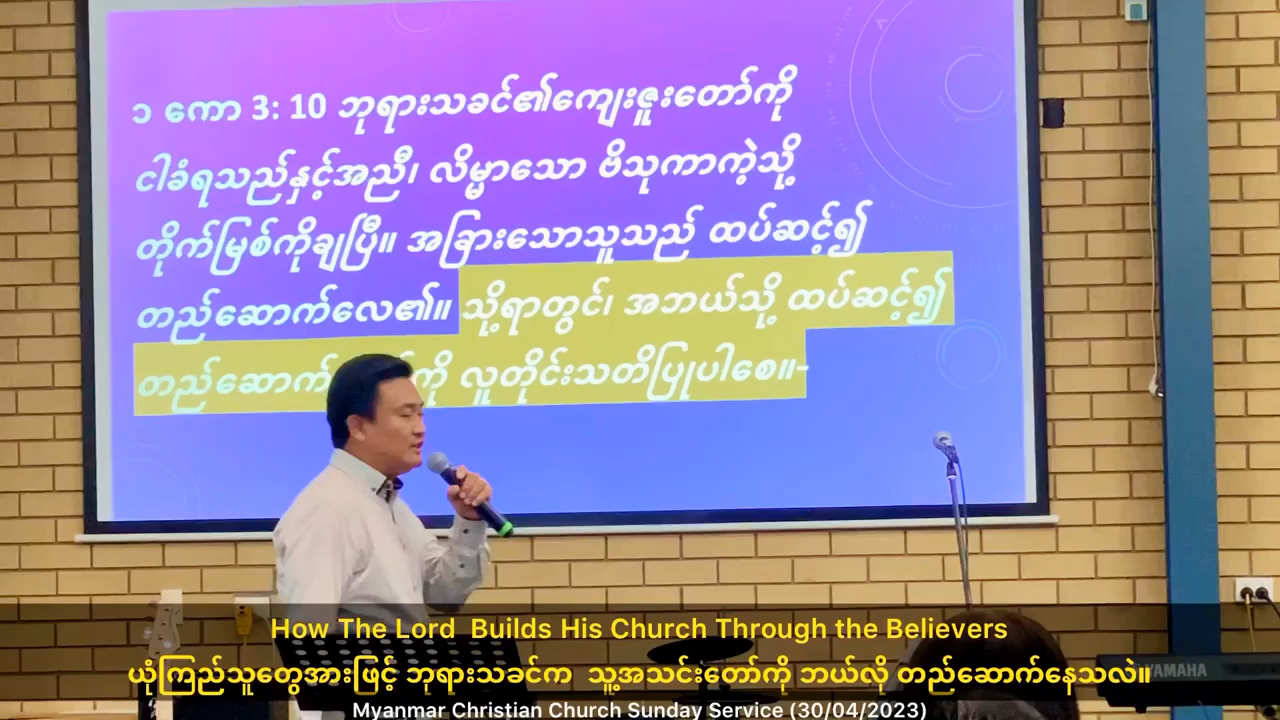 ၁ ကော 3: 10 ဘုရားသခင်၏ကျေးဇူးတော်ကို
ငါခံရသည်နှင့်အညီ၊ လိမ္မာသော ဗိသုကာကဲ့သို့
တိုက်မြစ်ကိုချပြီ။ အခြားသောသူသည် ထပ်ဆင့်၍
တည်ဆောက်လေ၏။ သို့ရာတွင်၊ အဘယ်သို့ ထပ်ဆင့်၍
တည်ဆောက် ကို လူတိုင်းသတိပြုပါစေ။-
How The Lord Builds His Church Through the Believers
ယုံကြည်သူတွေအားဖြင့် ဘုရားသခင်က သူ့အသင်းတော်ကို ဘယ်လို တည်ဆောက်နေသလဲ။
YAMAHA
Myanmar Christian Church Sunday Service (30/04/2023)